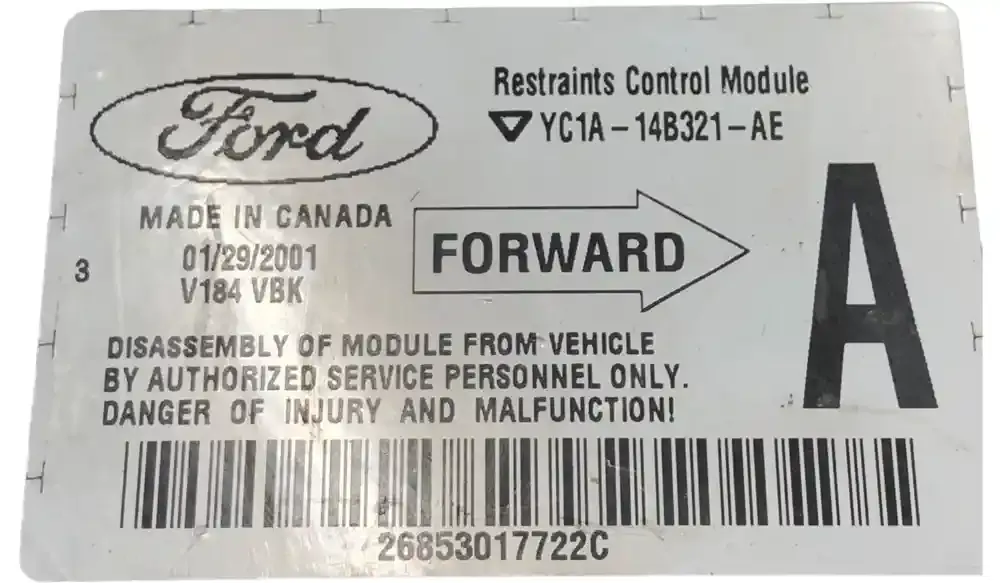 Ford
Restraints Control Module
YC1A-14B321-AE
MADE IN CANADA
01/29/2001
V184 VBK
3
FORWARD
A
DISASSEMBLY OF MODULE FROM VEHICLE
BY AUTHORIZED SERVICE PERSONNEL ONLY.
DANGER OF INJURY AND MALFUNCTION!
26853017722C